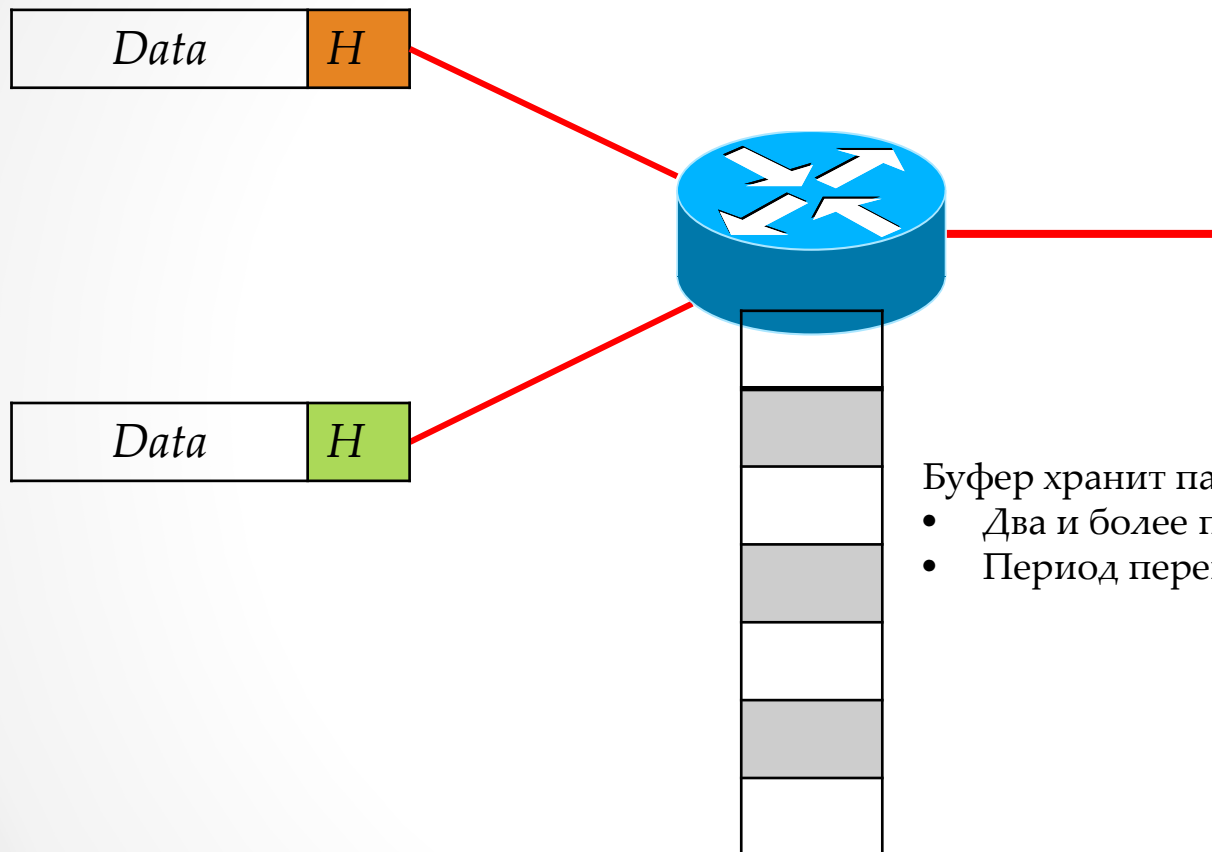 Data H
Data H
Буфер хранит па
• Два и более п
• Период пере